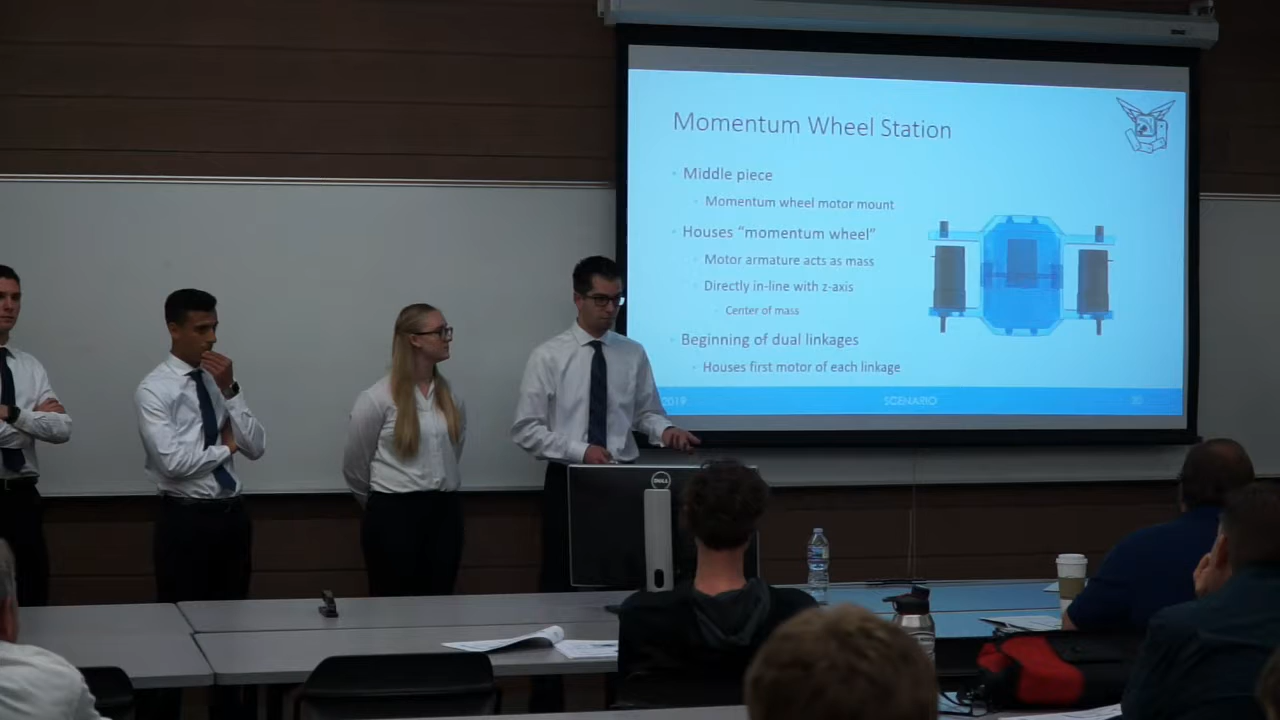 Momentum Wheel Station
Middle piece
Momentum wheel motor mount
Houses “momentum wheel”
Motor armature acts as mass
Directly in-line with z-axis
Center of mass
Beginning of dual linkages
Houses first motor of each linkage
2019
SCENARIO
DELL